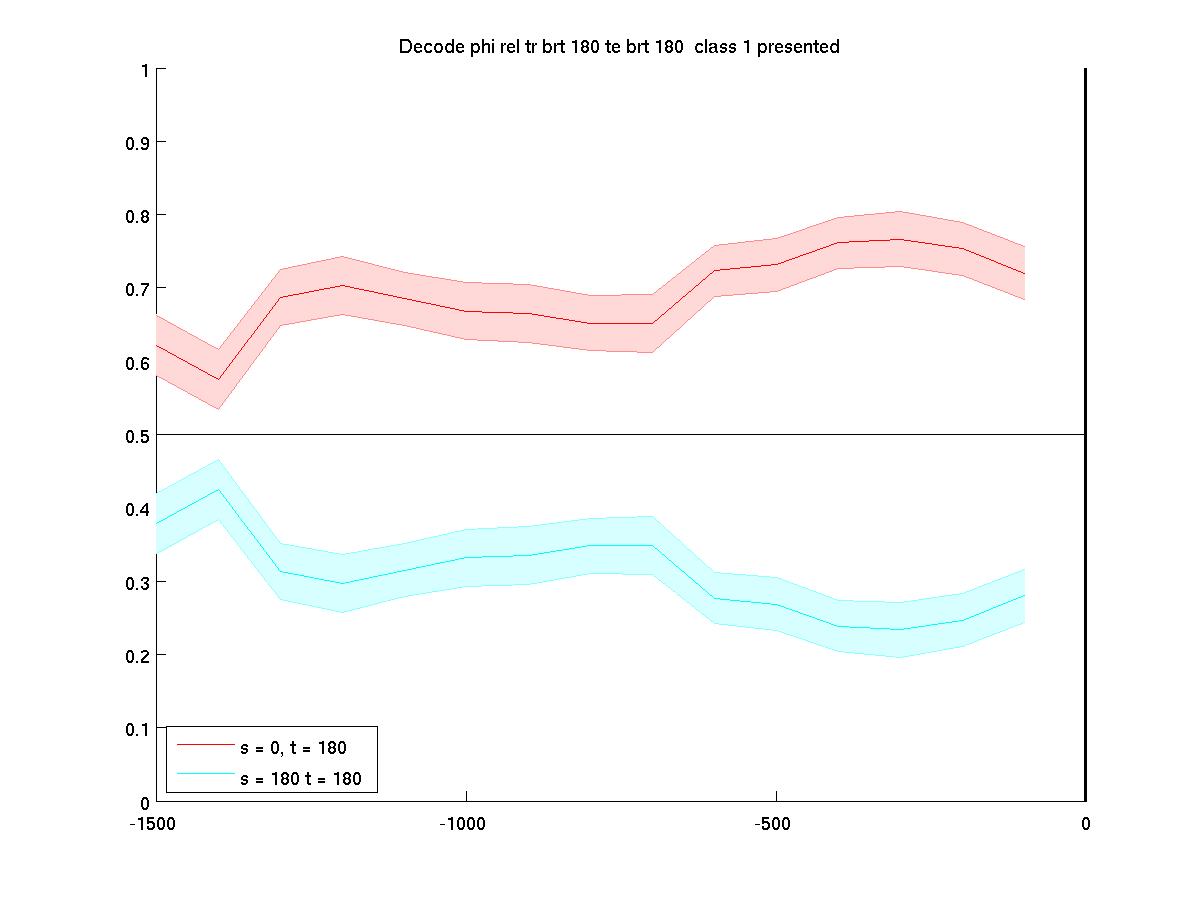 Decode phi rel tr brt 180 te brt 180  class 1 presented
1
0.9
0.8
0.7
0.6
0.5
0.4
0.3
0.2
0.1
0
s = 0, t = 180
s = 180 t = 180
-1500 -1000 -500 0